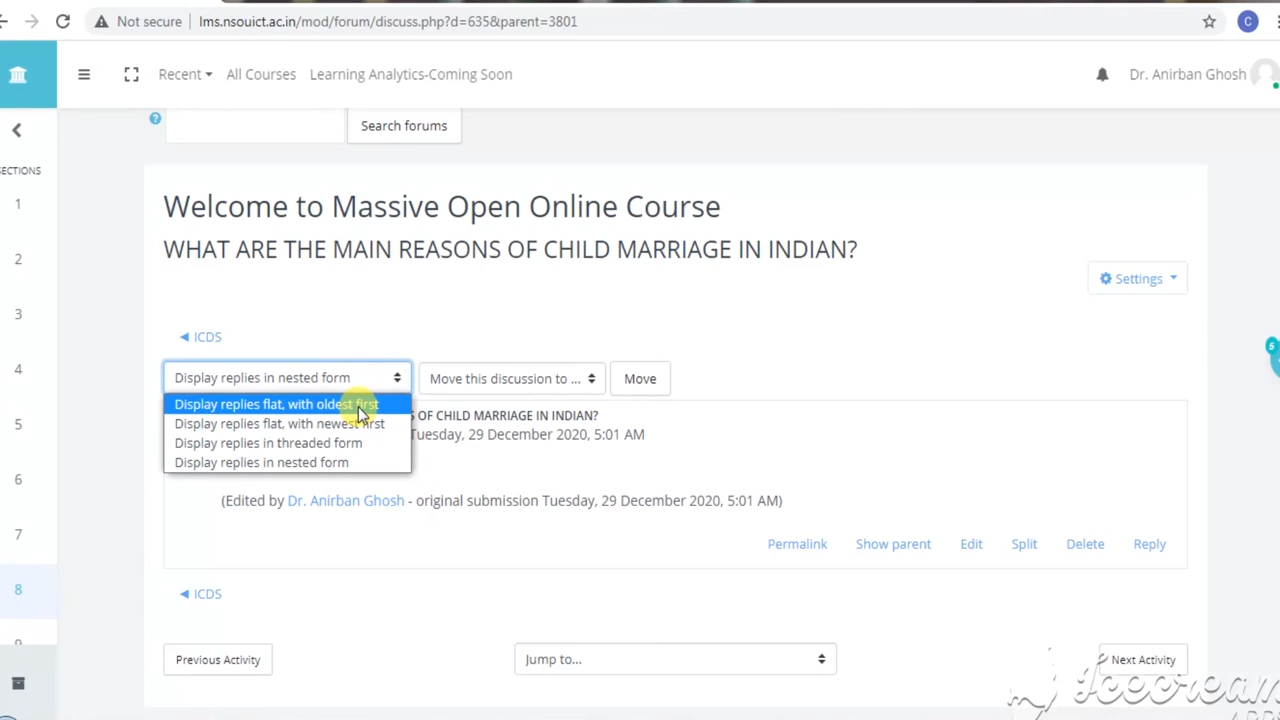 Not secure lms.nsouict.ac.in/mod/forum/discuss.php?d=635&parent=3801 C
Recent All Courses Learning Analytics-Coming Soon Dr. Anirban Ghosh
Search forums
ECTIONS
1
2
3
4
5
6
7
8
Welcome to Massive Open Online Course
WHAT ARE THE MAIN REASONS OF CHILD MARRIAGE IN INDIAN?
Settings
◄ ICDS
5
Display replies in nested form Move this discussion to ... Move
Display replies flat, with oldest first
Display replies flat, with newest first
Display replies in threaded form
Display replies in nested form
OF CHILD MARRIAGE IN INDIAN?
Tuesday, 29 December 2020, 5:01 AM
(Edited by Dr. Anirban Ghosh - original submission Tuesday, 29 December 2020, 5:01 AM)
Permalink Show parent Edit Split Delete Reply
◄ ICDS
Previous Activity Jump to... Next Activity
Icecream